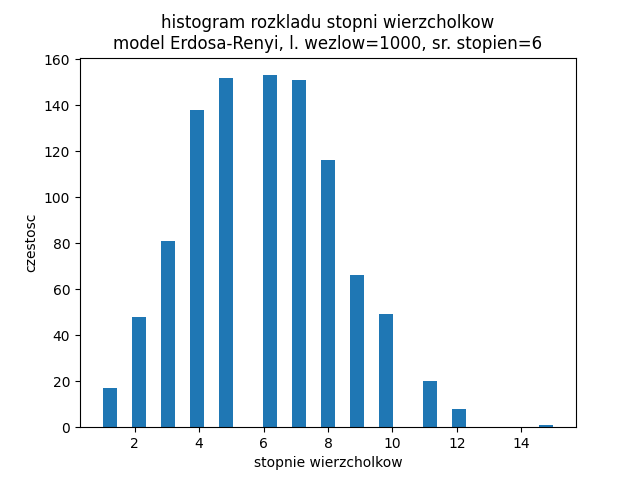 histogram rozkladu stopni wierzcholkow
model Erdosa-Renyi, l. wezlow=1000, sr. stopien=6
160
140
120
100
80
60
40
20
0
czestosc
2 4 6 8 10 12 14
stopnie wierzcholkow